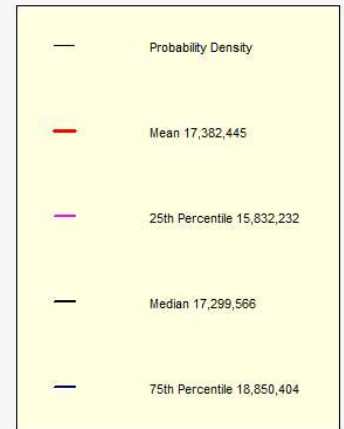 Probability Density
Mean 17,382,445
25th Percentile 15,832,232
Median 17,299,566
75th Percentile 18,850,404